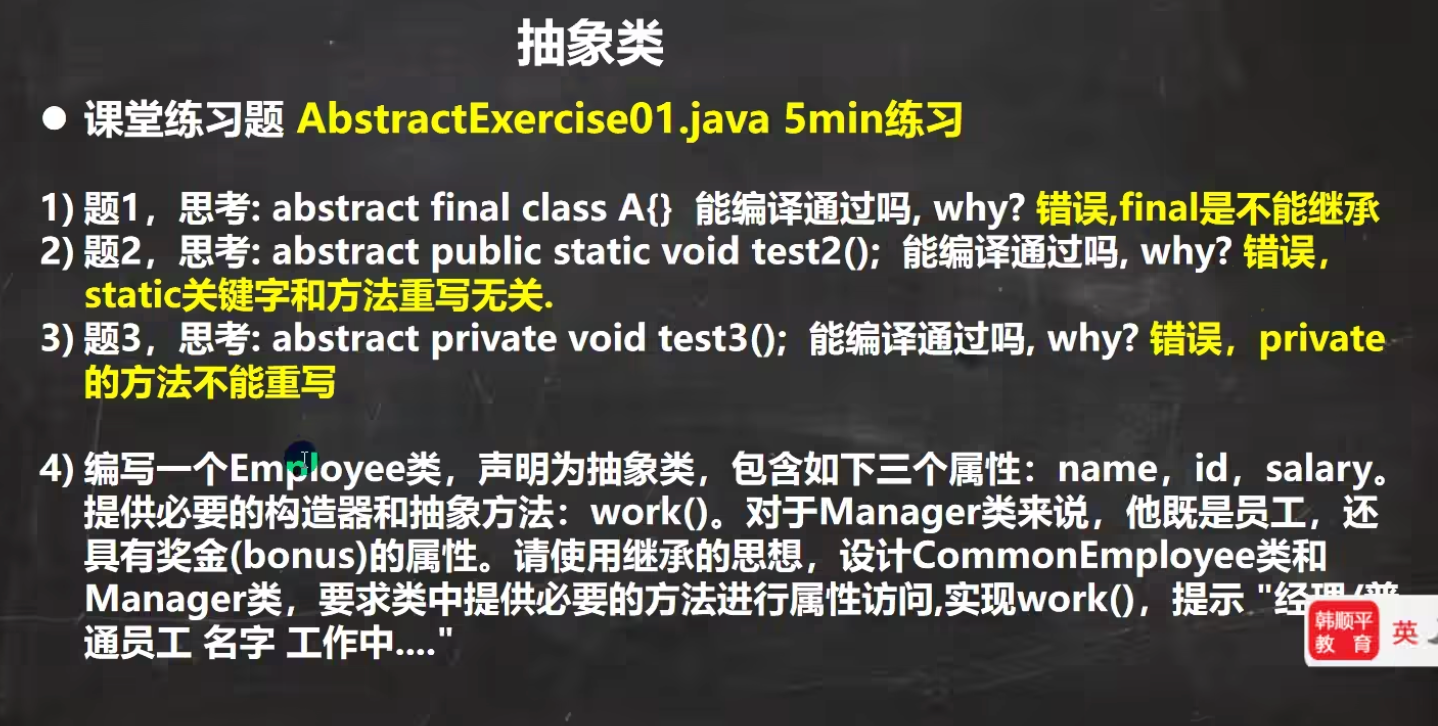 抽象类
● 课堂练习题 AbstractExercise01.java 5min练习
1) 题1，思考: abstract final class A{} 能编译通过吗, why? 错误,final是不能继承
2) 题2，思考: abstract public static void test2(); 能编译通过吗, why? 错误，
static关键字和方法重写无关.
3) 题3，思考: abstract private void test3(); 能编译通过吗, why? 错误，private
的方法不能重写
4) 编写一个Employee类，声明为抽象类，包含如下三个属性：name，id，salary。
提供必要的构造器和抽象方法：work()。对于Manager类来说，他既是员工，还
具有奖金(bonus)的属性。请使用继承的思想，设计CommonEmployee类和
Manager类，要求类中提供必要的方法进行属性访问,实现work()，提示 "经理/普
通员工 名字 工作中...."
韩顺平
教 育
英